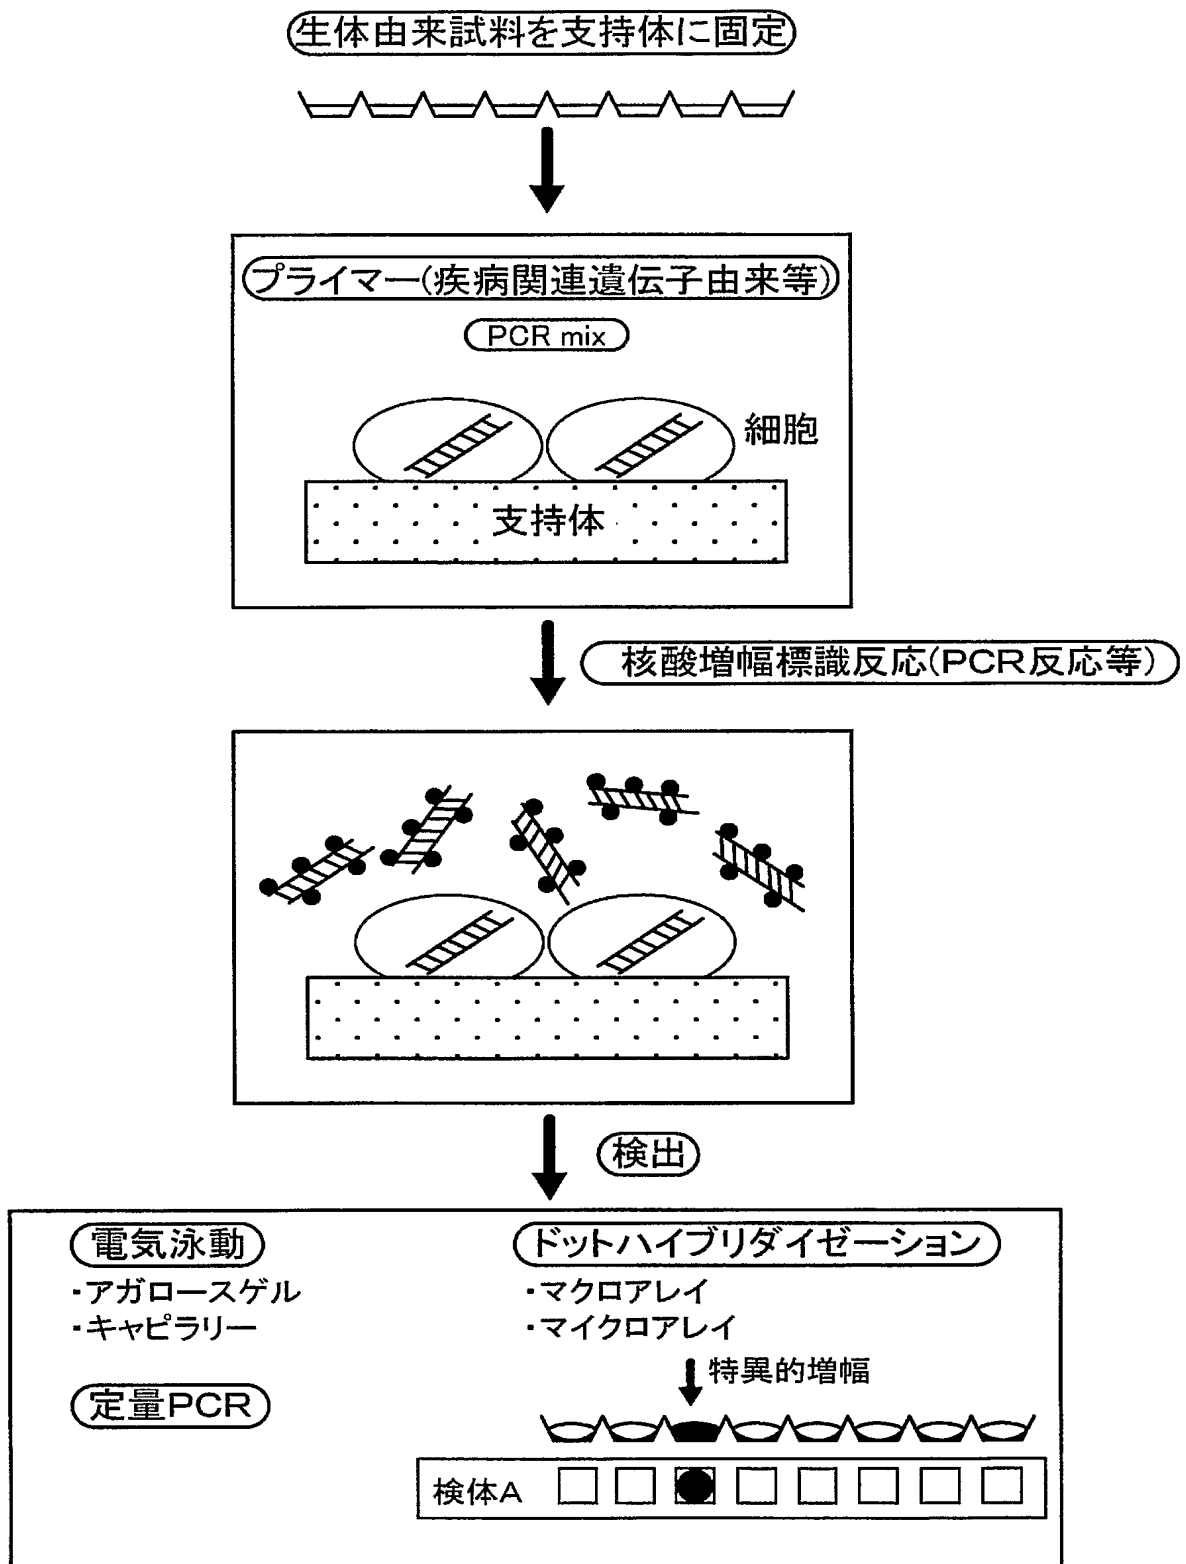 生体由来試料を支持体に固定
プライマー(疾病関連遺伝子由来等)
PCR mix
細胞
支持体
核酸増幅標識反応(PCR反応等)
検出
電気泳動
・アガロースゲル
・キャピラリー
定量PCR
ドットハイブリダイゼーション
・マクロアレイ
・マイクロアレイ
特異的増幅
検体A